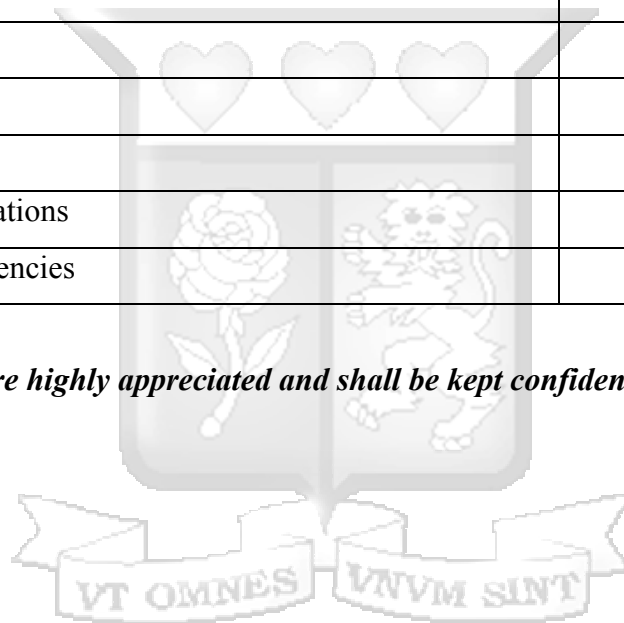 ations
encies
re highly appreciated and shall be kept confiden
VT OMNES VNVM SINT